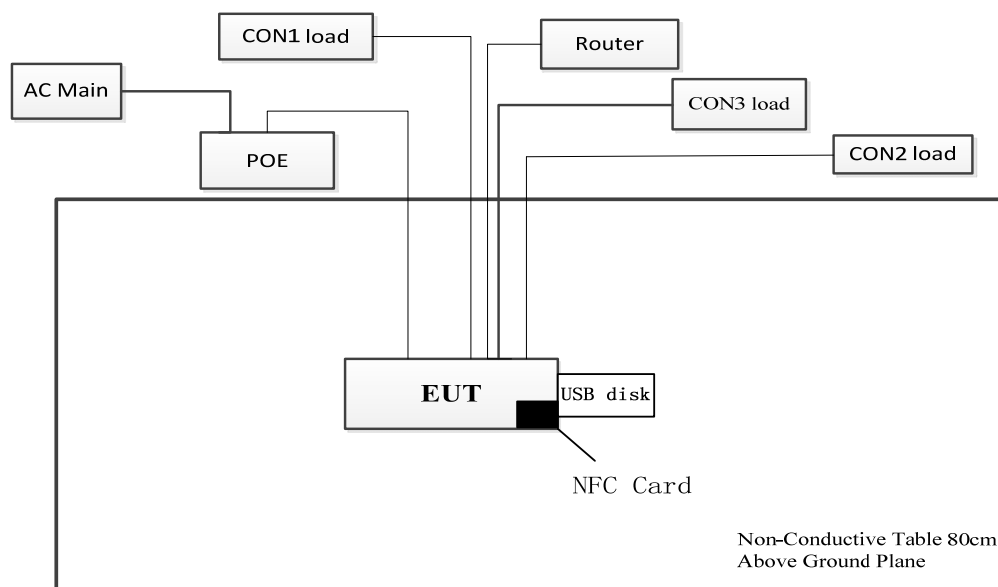 CON1 load
Router
AC Main
CON3 load
POE
CON2 load
EUT
USB disk
NFC Card
Non-Conductive Table 80cm
Above Ground Plane